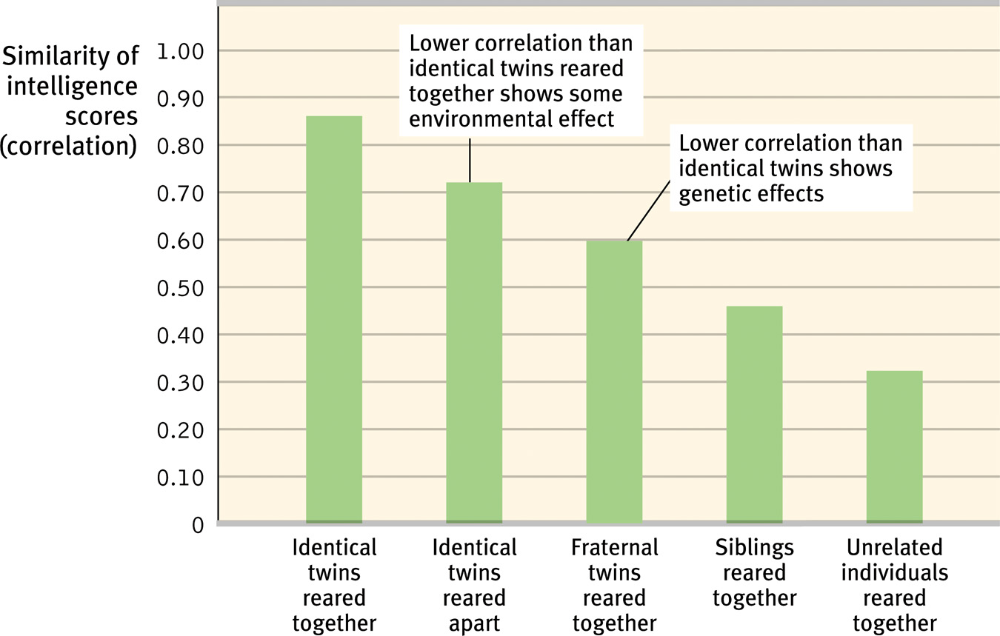 Similarity of
intelligence
scores
(correlation)
1.00
0.90
0.80
0.70
0.60
0.50
0.40
0.30
0.20
0.10
0
Lower correlation than
identical twins reared
together shows some
environmental effect
Lower correlation than
identical twins shows
genetic effects
Identical
twins
reared
together
Identical
twins
reared
apart
Fraternal
twins
reared
together
Siblings
reared
together
Unrelated
individuals
reared
together